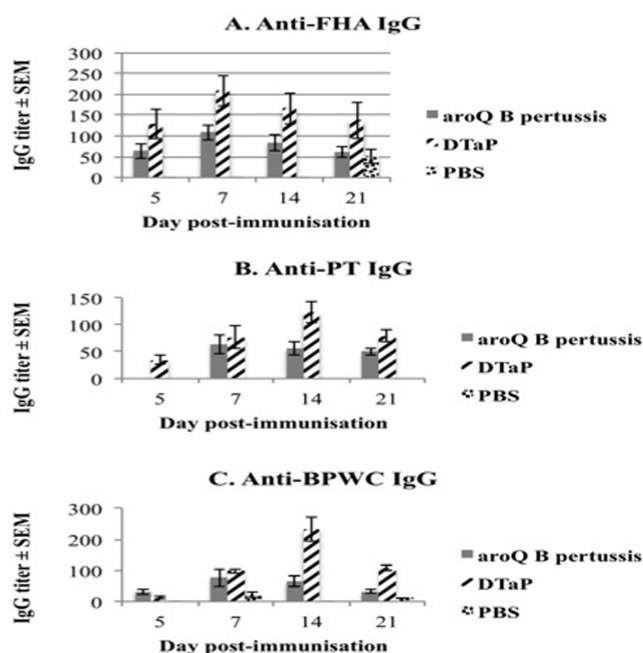 A. Anti-FHA IgG
IgG titer ± SEM
300
250
200
150
100
50
0
5 7 14 21
Day post-immunisation
aroQ B pertussis
DTaP
PBS
B. Anti-PT IgG
IgG titer ± SEM
150
100
50
0
5 7 14 21
Day post-immunisation
aroQ B pertussis
DTaP
PBS
C. Anti-BPWC IgG
IgG titer ± SEM
300
200
100
0
5 7 14 21
Day post-immunisation
aroQ B pertussis
DTaP
PBS